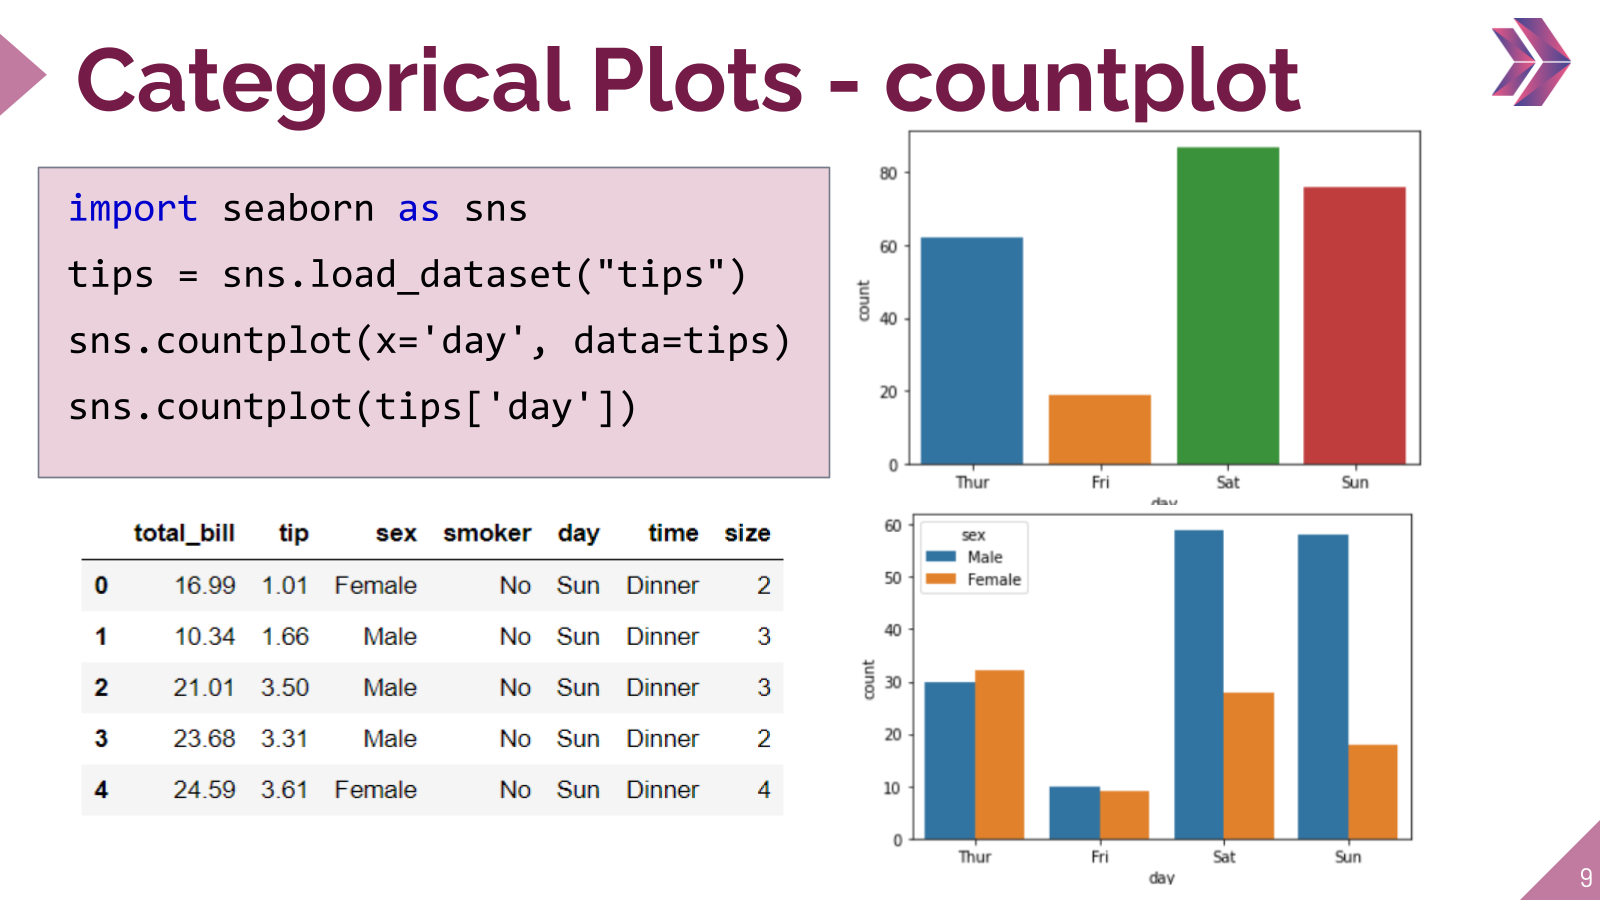 Categorical Plots - countplot
import seaborn as sns
tips = sns.load_dataset("tips")
sns.countplot(x='day', data=tips)
sns.countplot(tips['day'])
total_bill tip sex smoker day time size
0 16.99 1.01 Female No Sun Dinner 2
1 10.34 1.66 Male No Sun Dinner 3
2 21.01 3.50 Male No Sun Dinner 3
3 23.68 3.31 Male No Sun Dinner 2
4 24.59 3.61 Female No Sun Dinner 4
80
60
40
20
0
count
Thur Fri Sat Sun
day
60
50
40
30
20
10
0
count
sex
Male
Female
Thur Fri Sat Sun
day
9